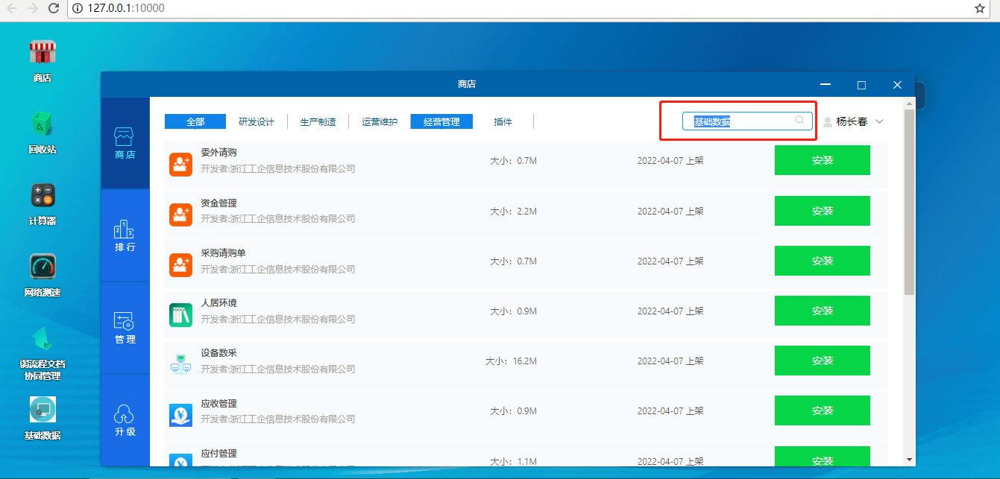 127.0.0.1:10000
商店
回收站
计算器
网络测速
弱流程文档
协同管理
基础数据
商店
商店
排行
管理
升级
全部 研发设计 生产制造 运营维护 经营管理 插件 基础数据 杨长春
委外请购
开发者:浙江工企信息技术股份有限公司
大小: 0.7M 2022-04-07 上架 安装
资金管理
开发者:浙江工企信息技术股份有限公司
大小: 2.2M 2022-04-07 上架 安装
采购请购单
开发者:浙江工企信息技术股份有限公司
大小: 0.7M 2022-04-07 上架 安装
人居环境
开发者:浙江工企信息技术股份有限公司
大小: 0.9M 2022-04-07 上架 安装
设备数采
开发者:浙江工企信息技术股份有限公司
大小: 16.2M 2022-04-07 上架 安装
应收管理
开发者:浙江工企信息技术股份有限公司
大小: 0.9M 2022-04-07 上架 安装
应付管理
大小: 1.1M 2022-04-07 上架 安装